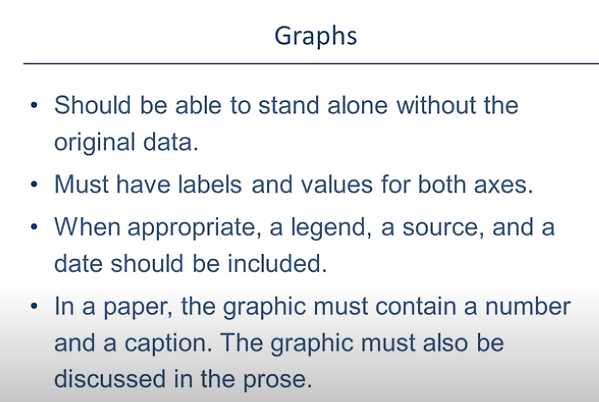 Graphs
• Should be able to stand alone without the
original data.
• Must have labels and values for both axes.
• When appropriate, a legend, a source, and a
date should be included.
• In a paper, the graphic must contain a number
and a caption. The graphic must also be
discussed in the prose.